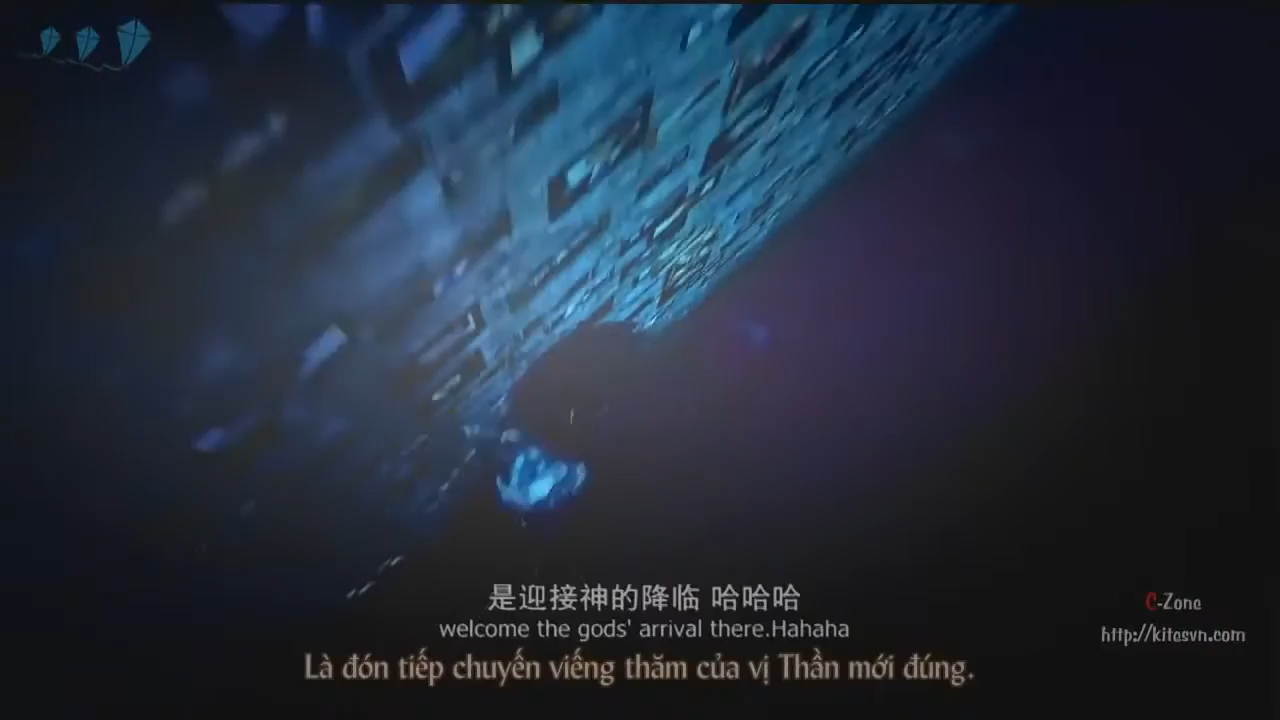 是迎接神的降临 哈哈哈
welcome the gods' arrival there.Hahaha
Là đón tiếp chuyến viếng thăm của vị Thần mới đúng.
C-Zone
http://kitesvn.com